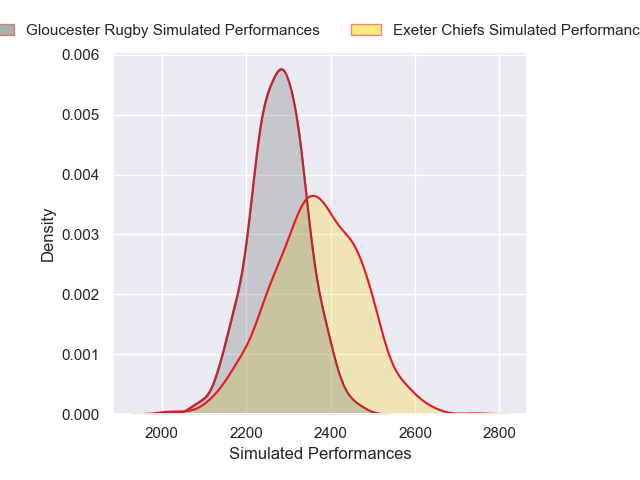 Gloucester Rugby Simulated Performances Exeter Chiefs Simulated
0.006
0.005
0.004
0.003
0.002
0.001
0.000
Density
2000 2200 2400 2600 2800
Simulated Performances